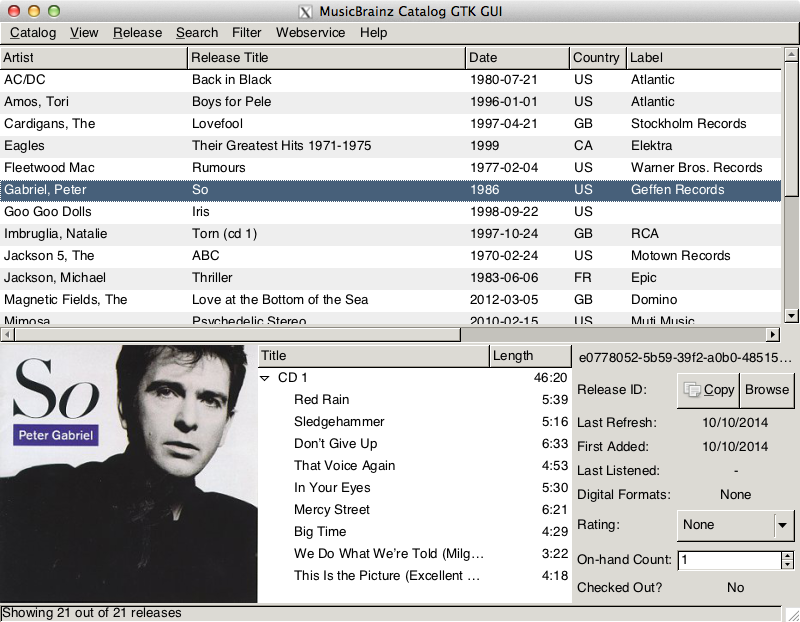 MusicBrainz Catalog GTK GUI
Catalog View Release Search Filter Webservice Help
Artist Release Title Date Country Label
AC/DC Back in Black 1980-07-21 US Atlantic
Amos, Tori Boys for Pele 1996-01-01 US Atlantic
Cardigans, The Lovefool 1997-04-21 GB Stockholm Records
Eagles Their Greatest Hits 1971-1975 1999 CA Elektra
Fleetwood Mac Rumours 1977-02-04 US Warner Bros. Records
Gabriel, Peter So 1986 US Geffen Records
Goo Goo Dolls Iris 1998-09-22 US
Imbruglia, Natalie Torn (cd 1) 1997-10-24 GB RCA
Jackson 5, The ABC 1970-02-24 US Motown Records
Jackson, Michael Thriller 1983-06-06 FR Epic
Magnetic Fields, The Love at the Bottom of the Sea 2012-03-05 GB Domino
Mimosa Psychedelic Stereo 2010-02-15 US Muti Music
So
Peter Gabriel
Title Length
CD 1 46:20
Red Rain 5:39
Sledgehammer 5:16
Don't Give Up 6:33
That Voice Again 4:53
In Your Eyes 5:30
Mercy Street 6:21
Big Time 4:29
We Do What We're Told (Milg... 3:22
This Is the Picture (Excellent ... 4:18
e0778052-5b59-39f2-a0b0-48515...
Release ID: Copy Browse
Last Refresh: 10/10/2014
First Added: 10/10/2014
Last Listened: -
Digital Formats: None
Rating: None
On-hand Count: 1
Checked Out? No
Showing 21 out of 21 releases